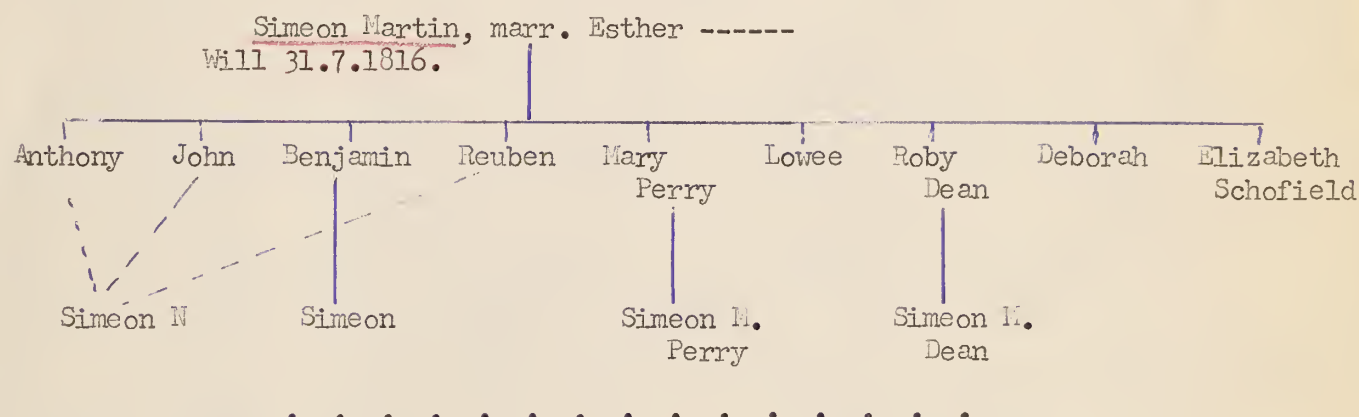 Simeon Martin, marr. Esther ------
Will 31.7.1816.
Anthony John Benjamin Reuben Mary Lowee Roby Deborah Elizabeth
Perry Dean Schofield
Simeon N Simeon Simeon M. Simeon M.
Perry Dean